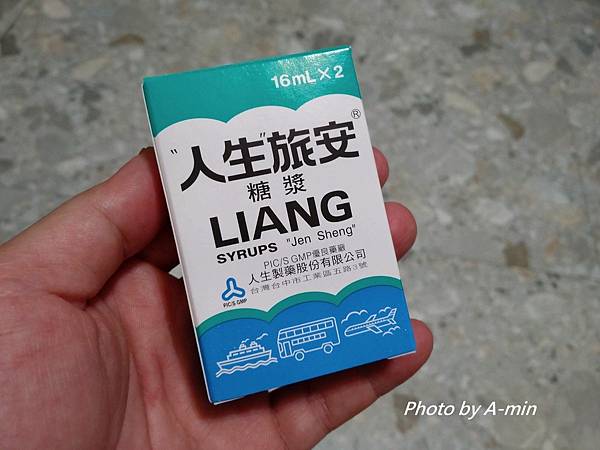 16mL×2
"人生"旅安®
糖漿
LIANG
SYRUPS "Jen Sheng"
PIC/S GMP優良藥廠
人生製藥股份有限公司
台灣台中市工業區五路3號
PIC/S GMP
Photo by A-min